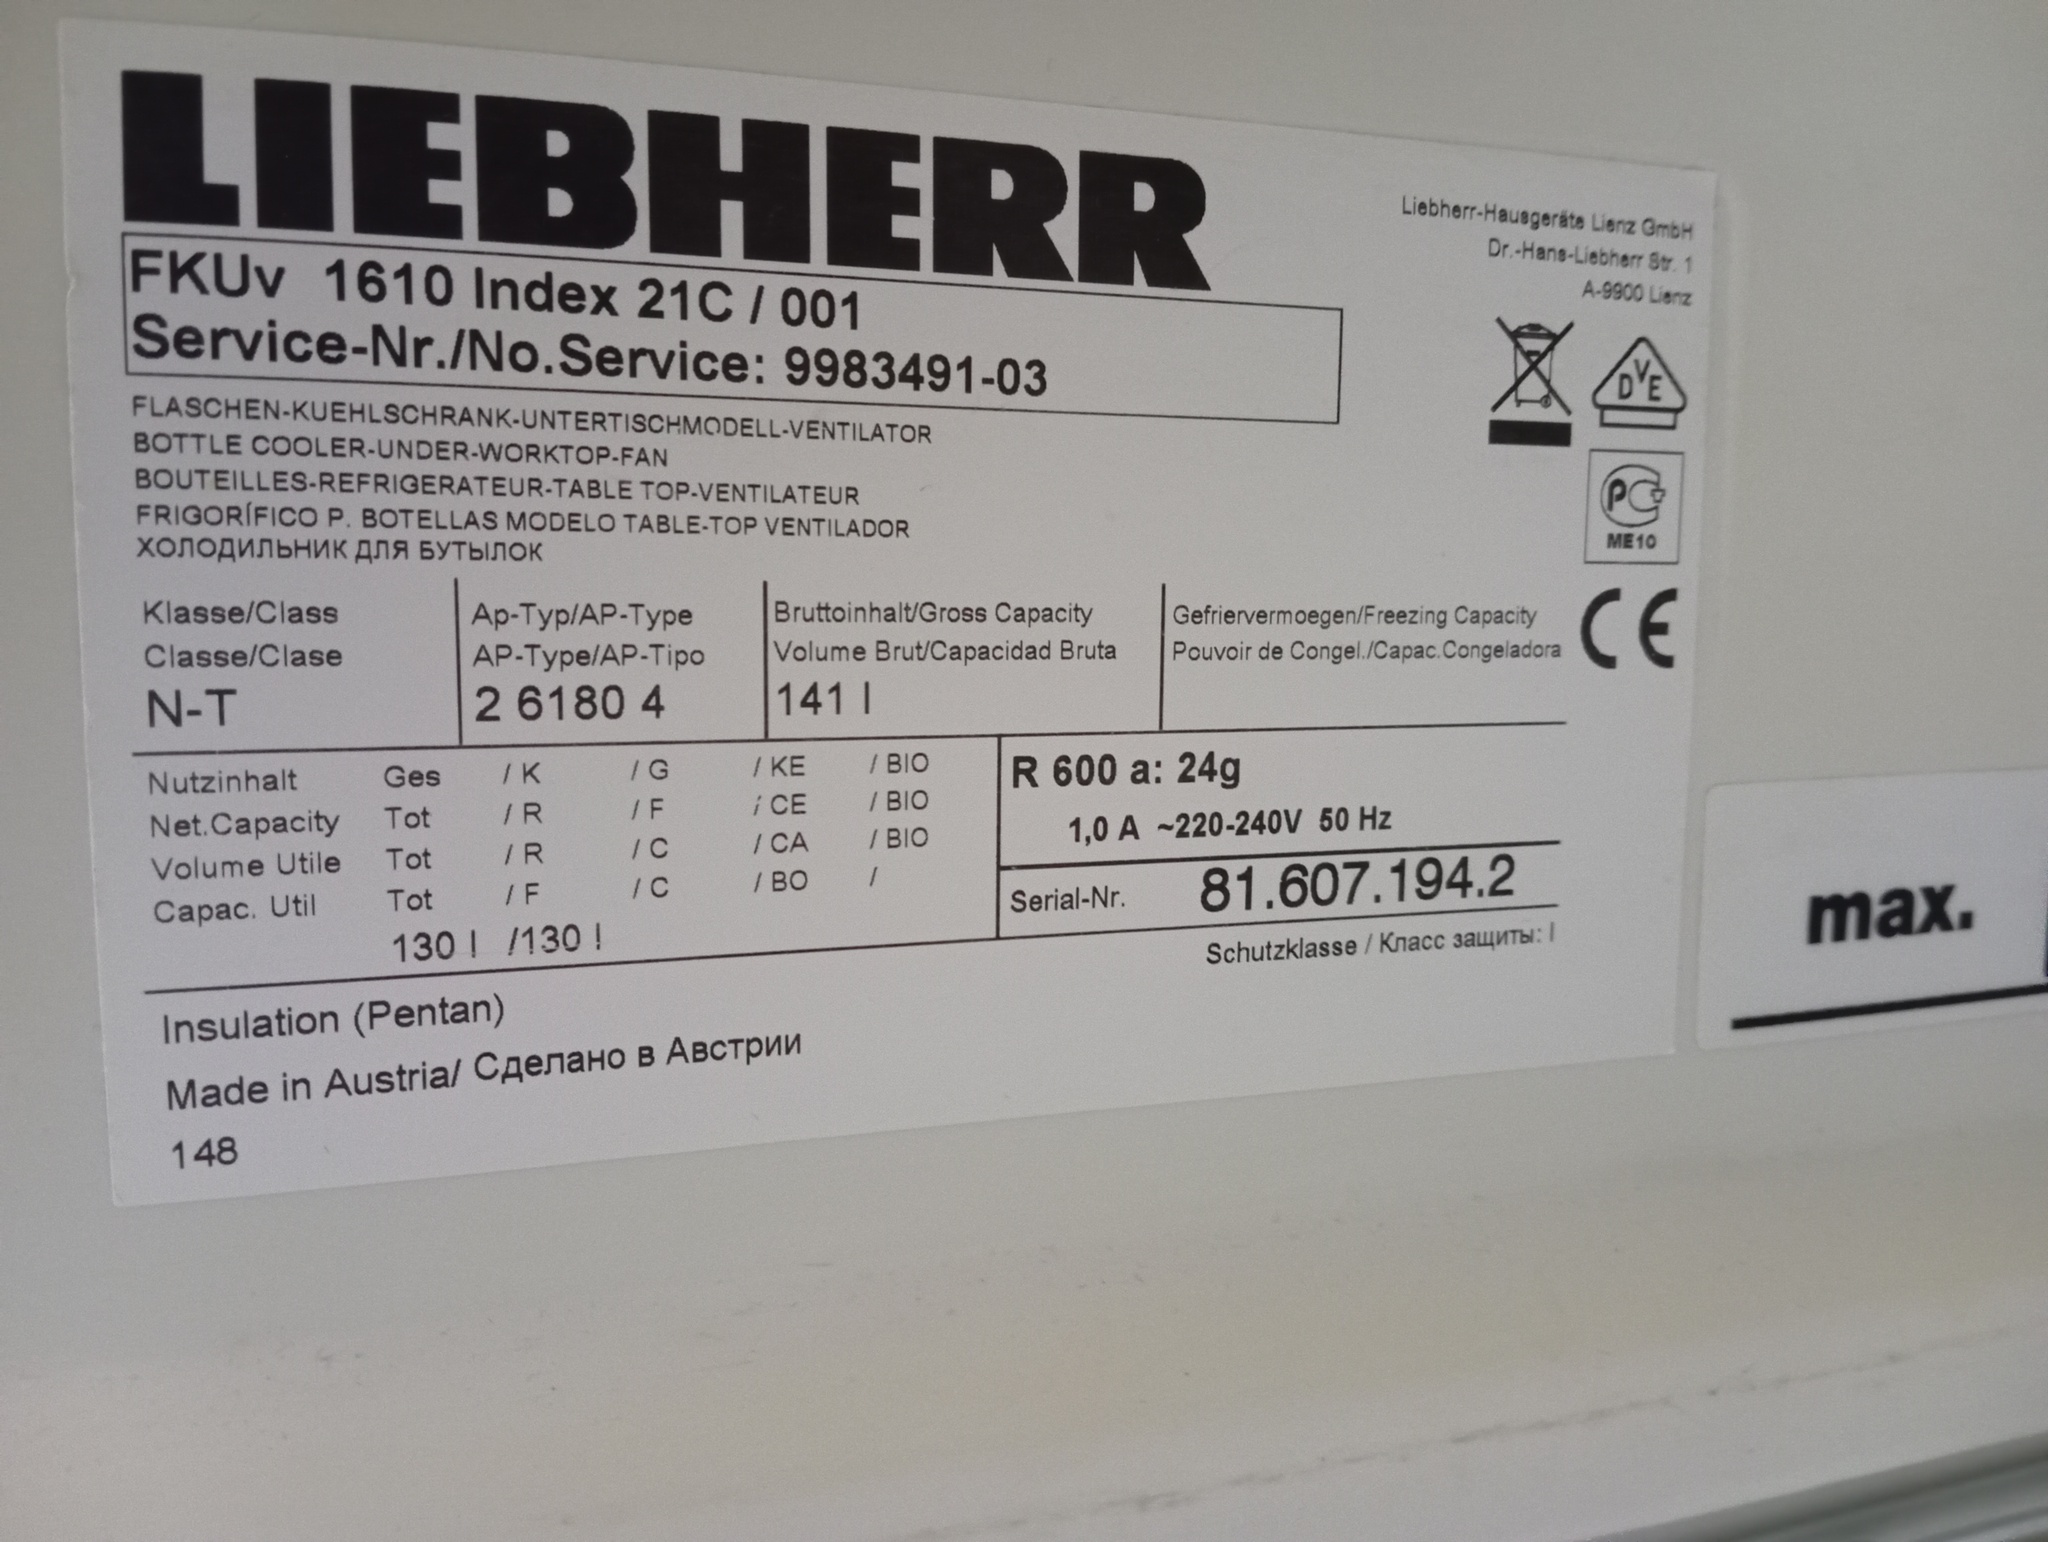 LIEBHERR
Liebherr-Hausgeräte Lienz GmbH
Dr.-Hans-Liebherr Str. 1
A-9900 Lienz
FKUv 1610 Index 21C / 001
Service-Nr./No.Service: 9983491-03
FLASCHEN-KUEHLSCHRANK-UNTERTISCHMODELL-VENTILATOR
BOTTLE COOLER-UNDER-WORKTOP-FAN
BOUTEILLES-REFRIGERATEUR-TABLE TOP-VENTILATEUR
FRIGORÍFICO P. BOTELLAS MODELO TABLE-TOP VENTILADOR
ХОЛОДИЛЬНИК ДЛЯ БУТЫЛОК
DVE
PC
ME10
CE
Klasse/Class
Classe/Clase
N-T
Ap-Typ/AP-Type
AP-Type/AP-Tipo
2 6180 4
Bruttoinhalt/Gross Capacity
Volume Brut/Capacidad Bruta
141 l
Gefriervermoegen/Freezing Capacity
Pouvoir de Congel./Capac.Congeladora
Nutzinhalt Ges / K / G / KE / BIO
Net.Capacity Tot / R / F / CE / BIO
Volume Utile Tot / R / C / CA / BIO
Capac. Util Tot / F / C / BO /
130 l /130 l
R 600 a: 24g
1,0 A ~220-240V 50 Hz
Serial-Nr. 81.607.194.2
Schutzklasse / Класс защиты: I
Insulation (Pentan)
Made in Austria/ Сделано в Австрии
148
max.